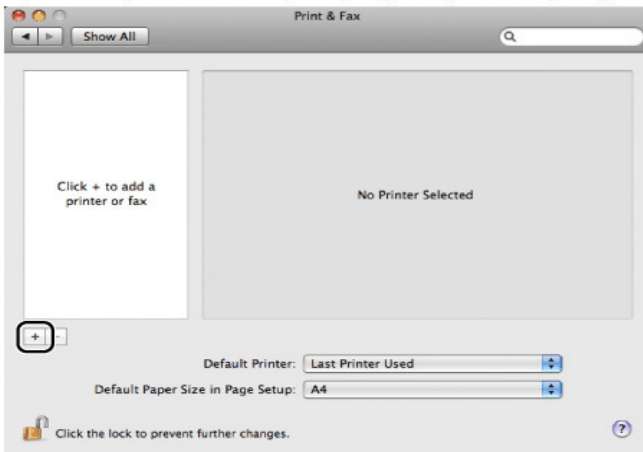 Print & Fax
Show All
Click + to add a
printer or fax
No Printer Selected
+ -
Default Printer: Last Printer Used
Default Paper Size in Page Setup: A4
Click the lock to prevent further changes.
?